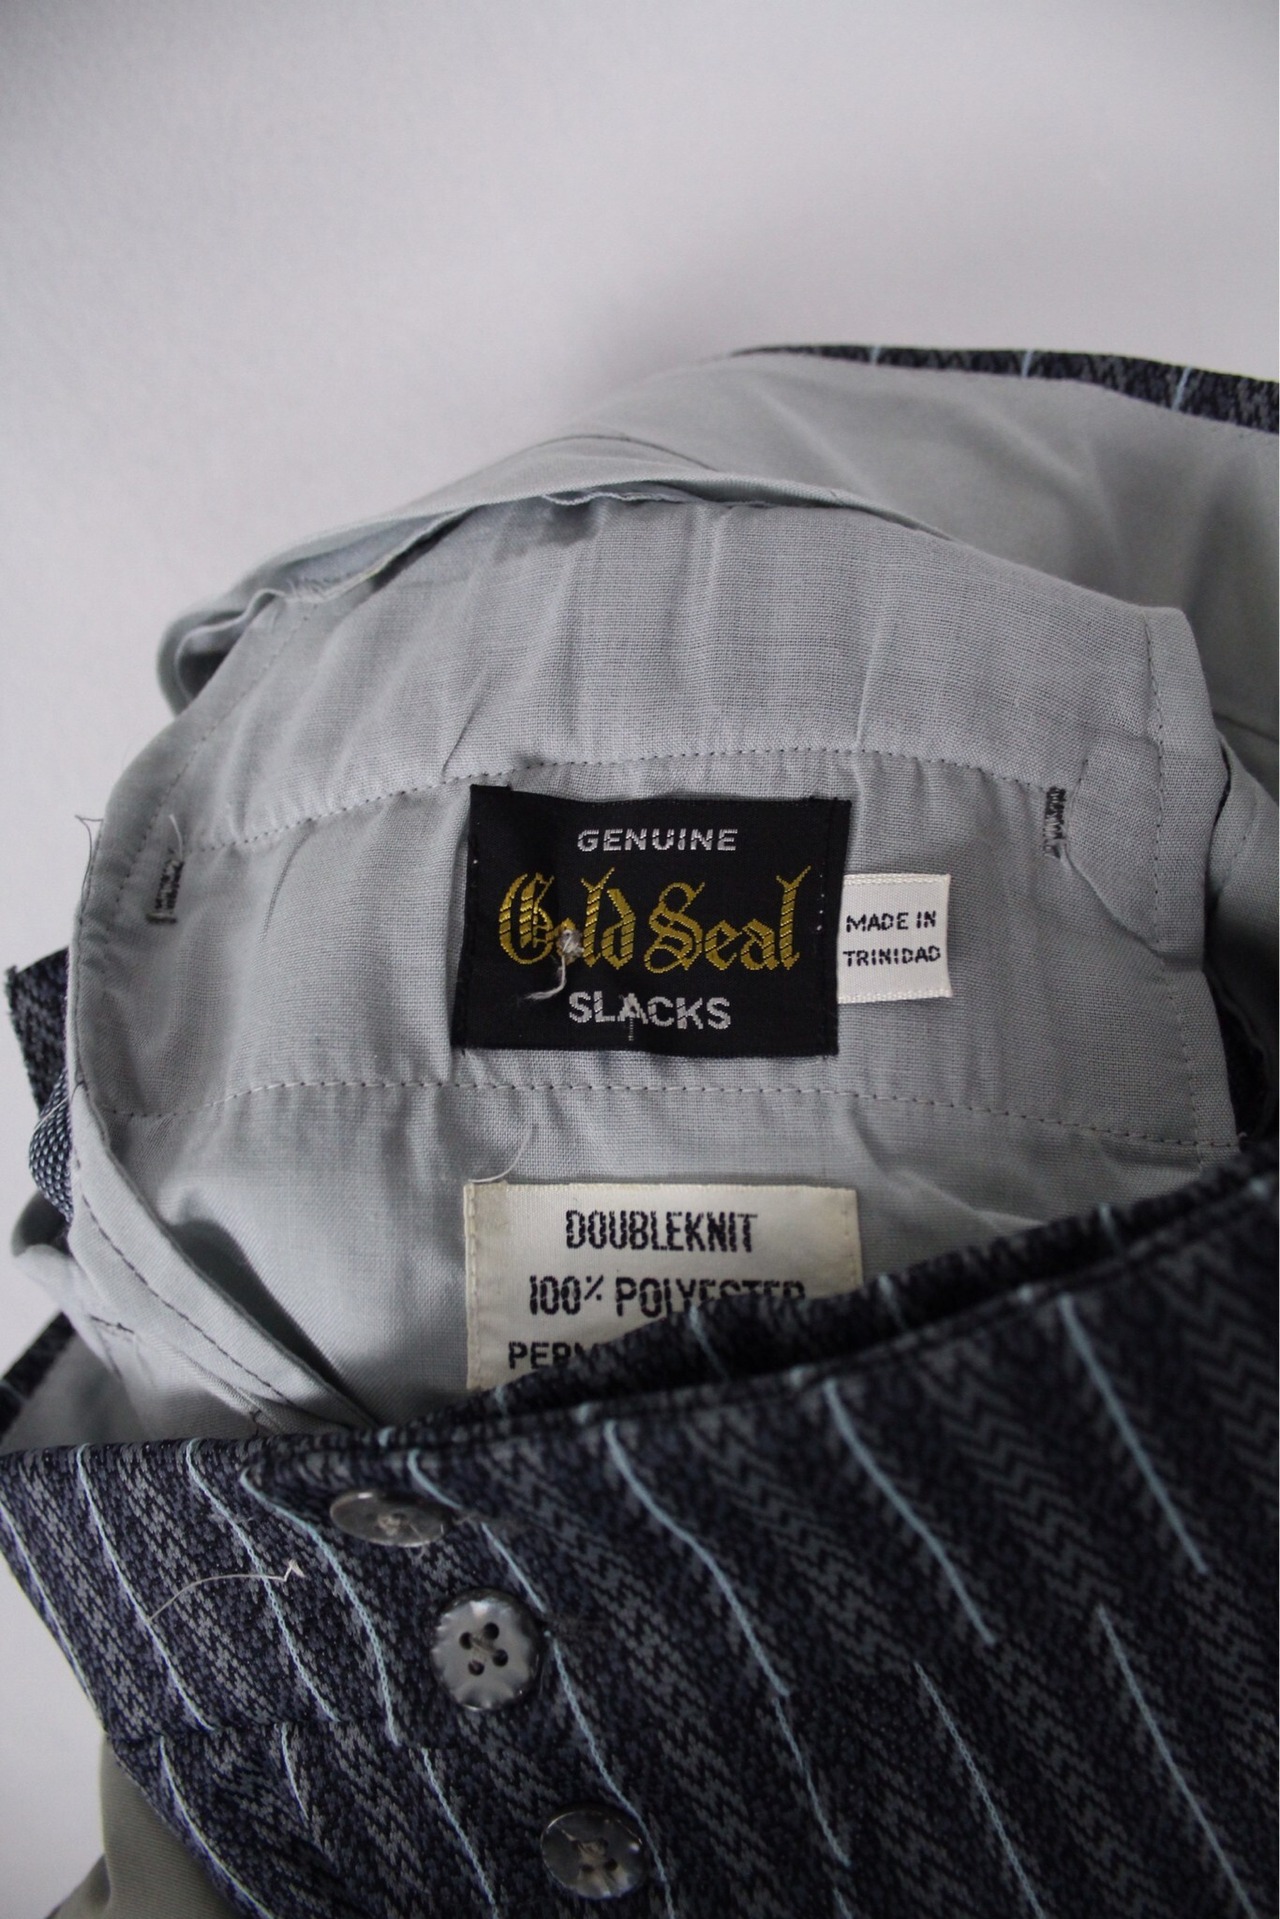 GENUINE
Gold Seal
SLACKS
MADE IN
TRINIDAD
DOUBLEKNIT
100% POLYESTER